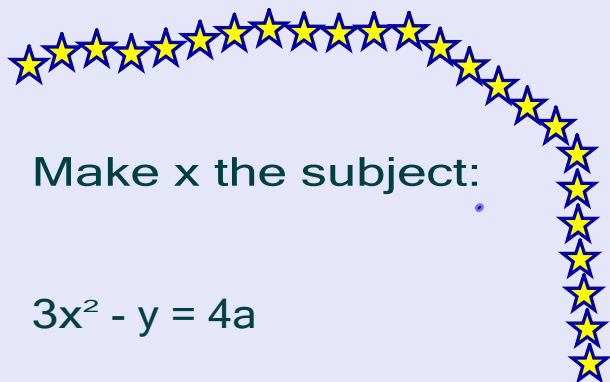 Make x the subject:
3x² - y = 4a